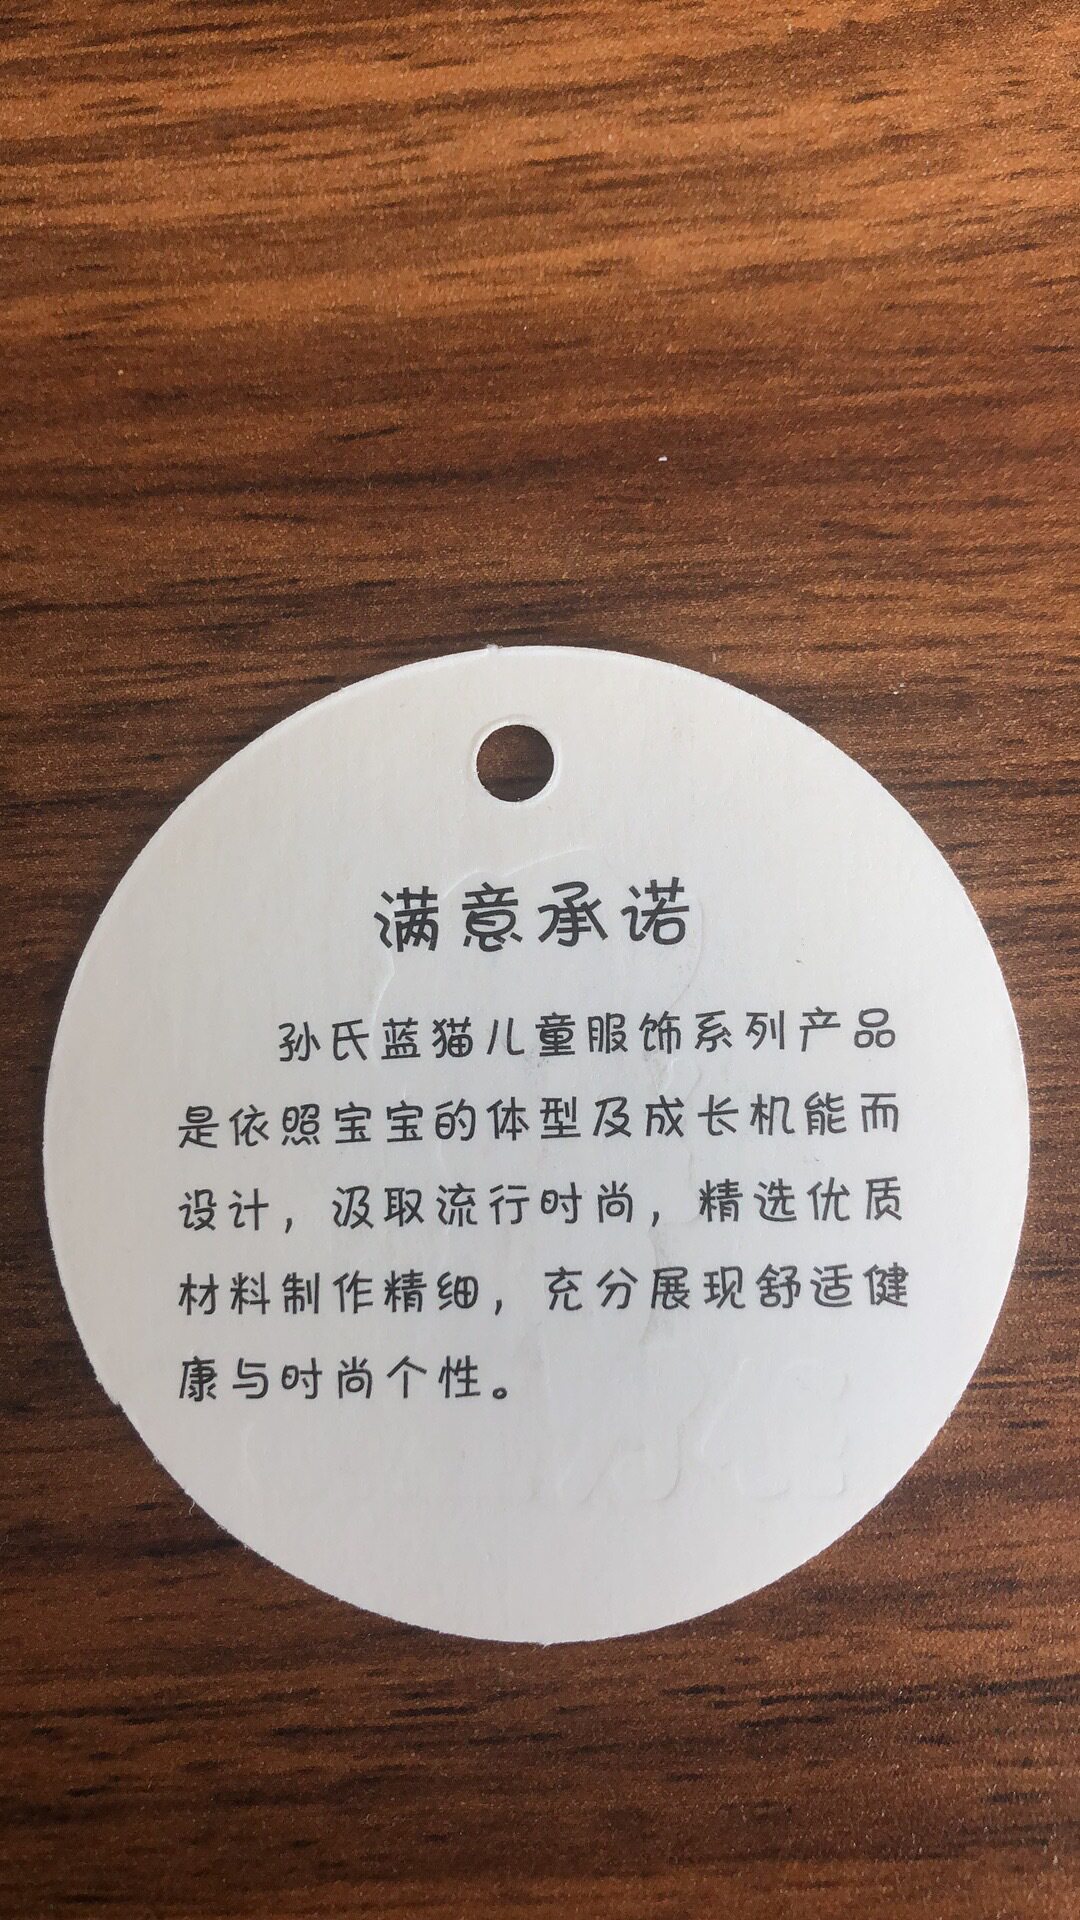 满意承诺
孙氏蓝猫儿童服饰系列产品
是依照宝宝的体型及成长机能而
设计，汲取流行时尚，精选优质
材料制作精细，充分展现舒适健
康与时尚个性。